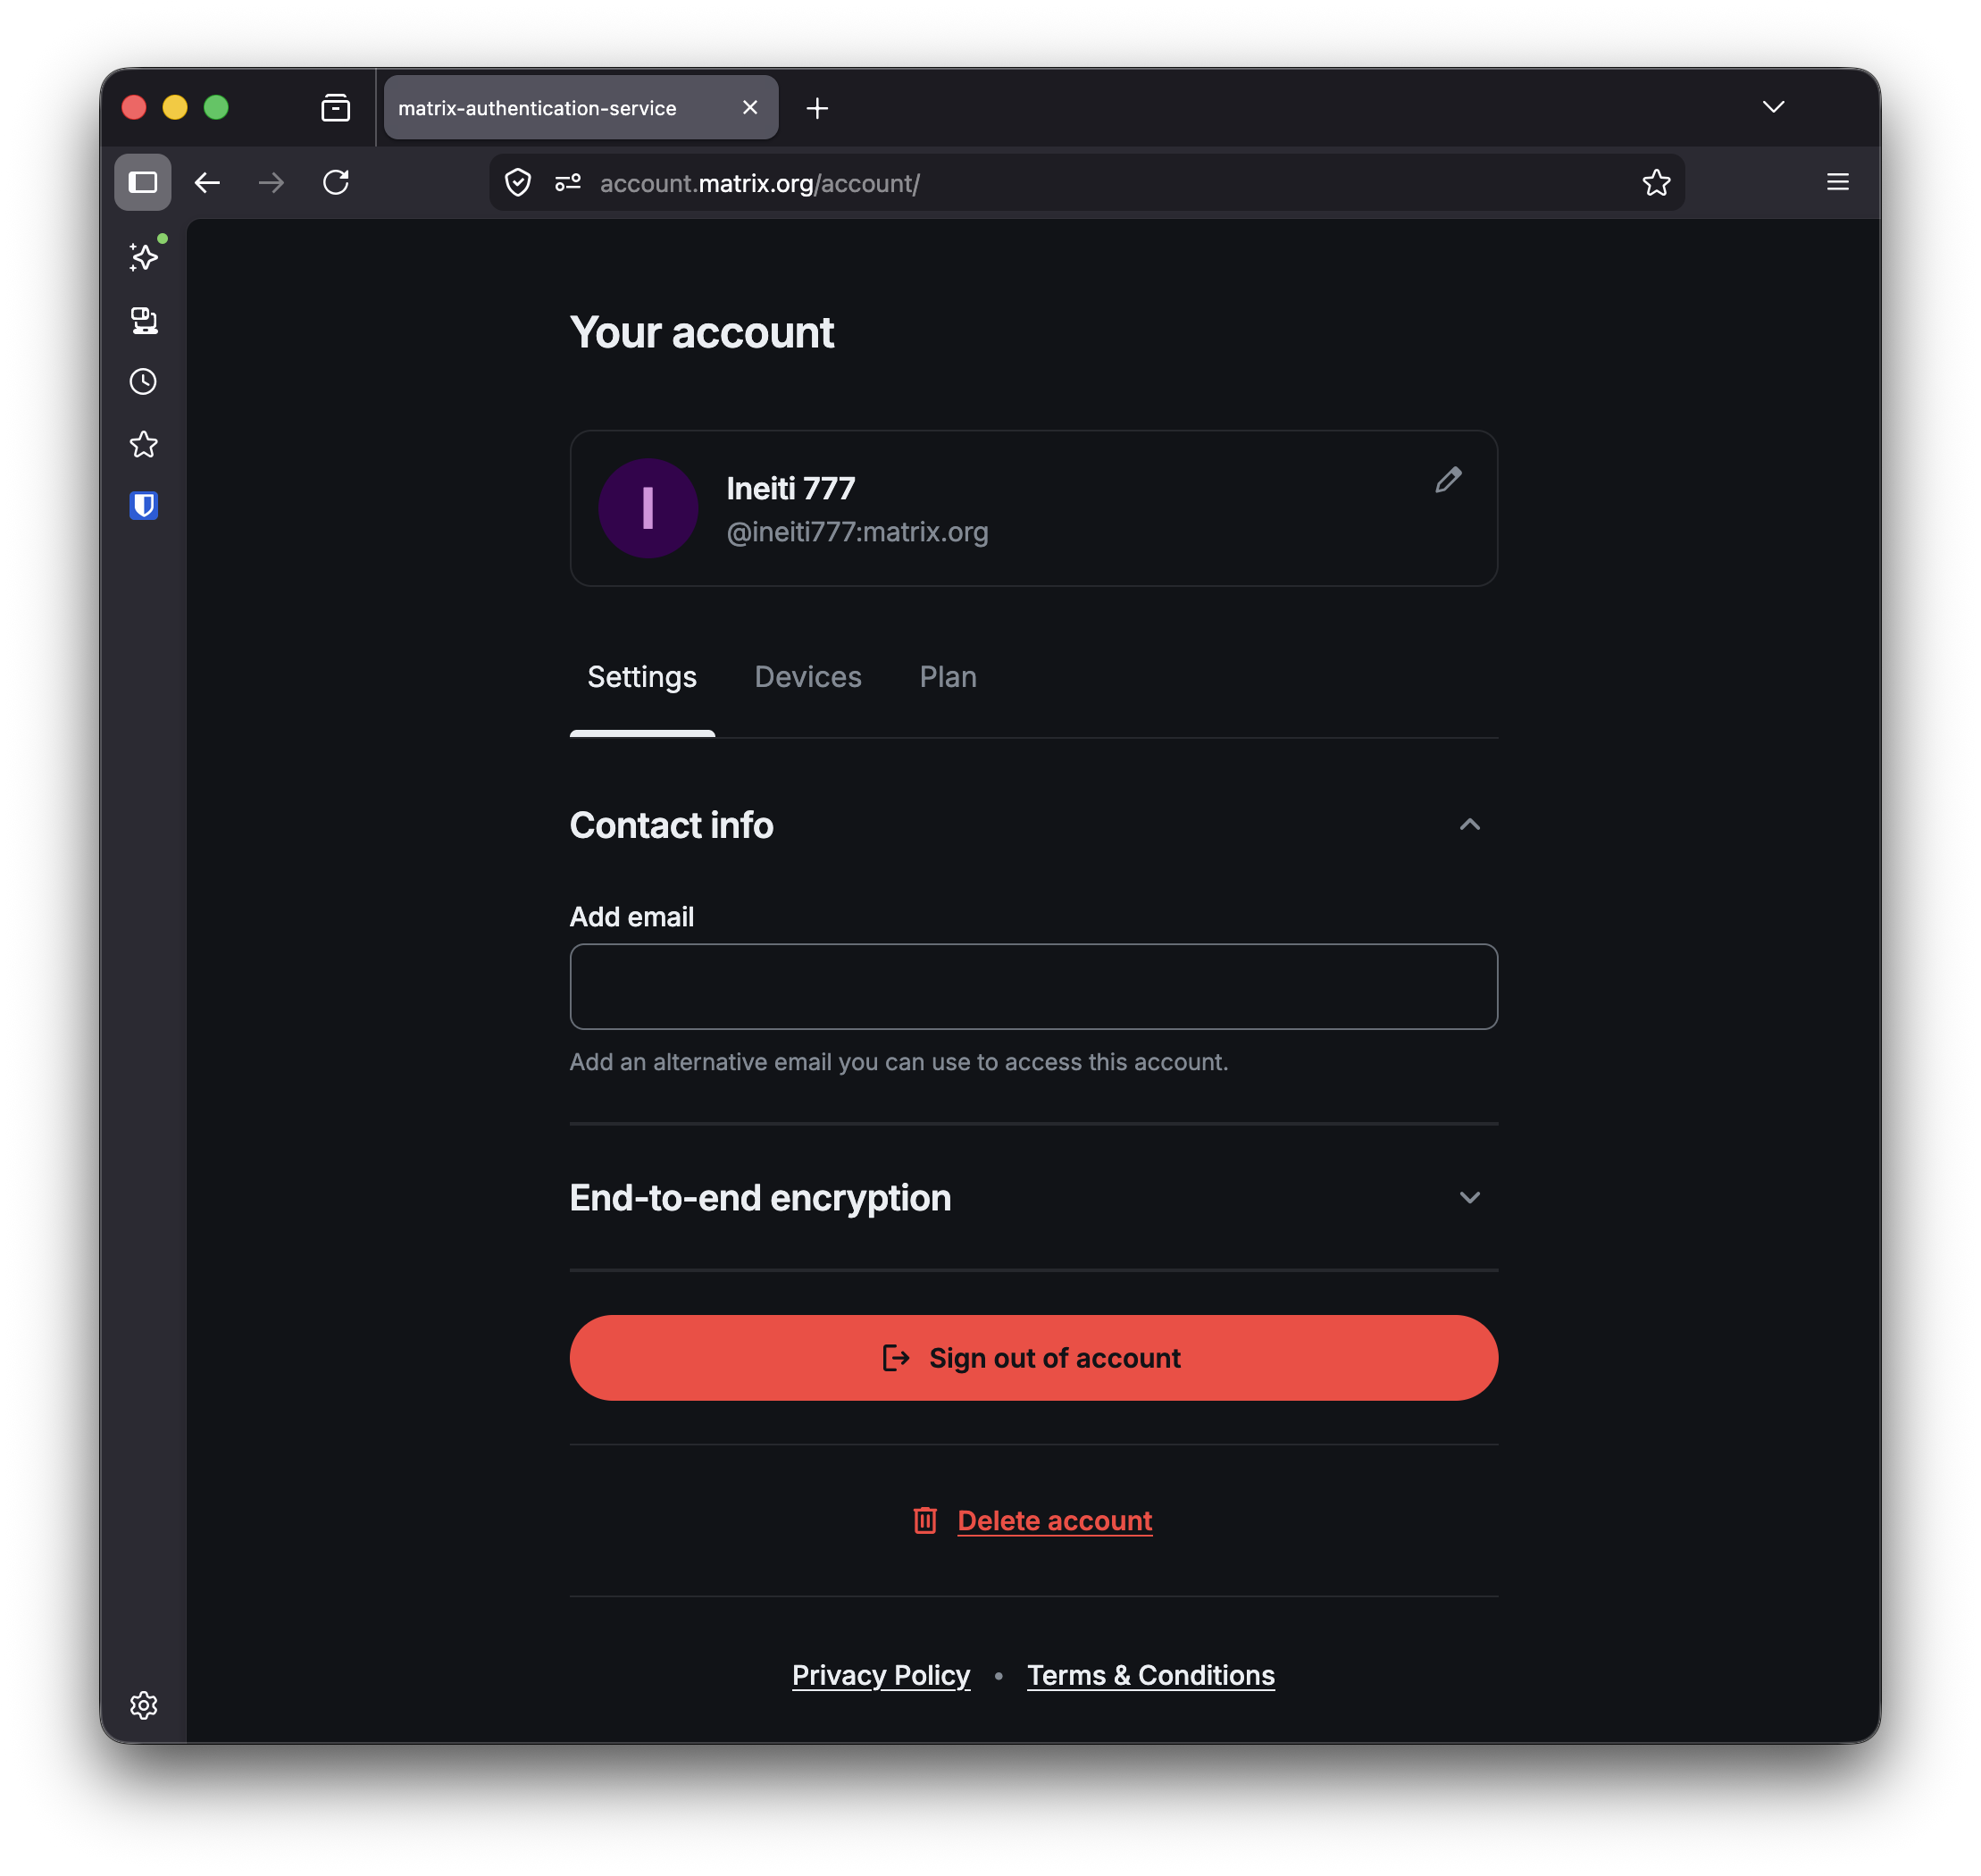 matrix-authentication-service
account.matrix.org/account/
Your account
I
Ineiti 777
@ineiti777:matrix.org
Settings Devices Plan
Contact info
Add email
Add an alternative email you can use to access this account.
End-to-end encryption
Sign out of account
Delete account
Privacy Policy • Terms & Conditions